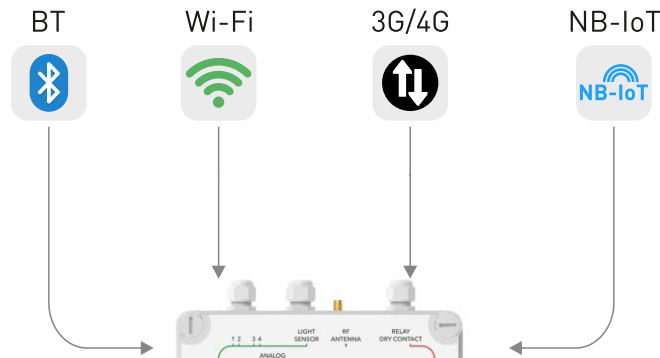 BT Wi-Fi 3G/4G NB-IoT
NB-IoT
1 2 3 4 LIGHT SENSOR RF ANTENNA RELAY DRY CONTACT
ANALOG